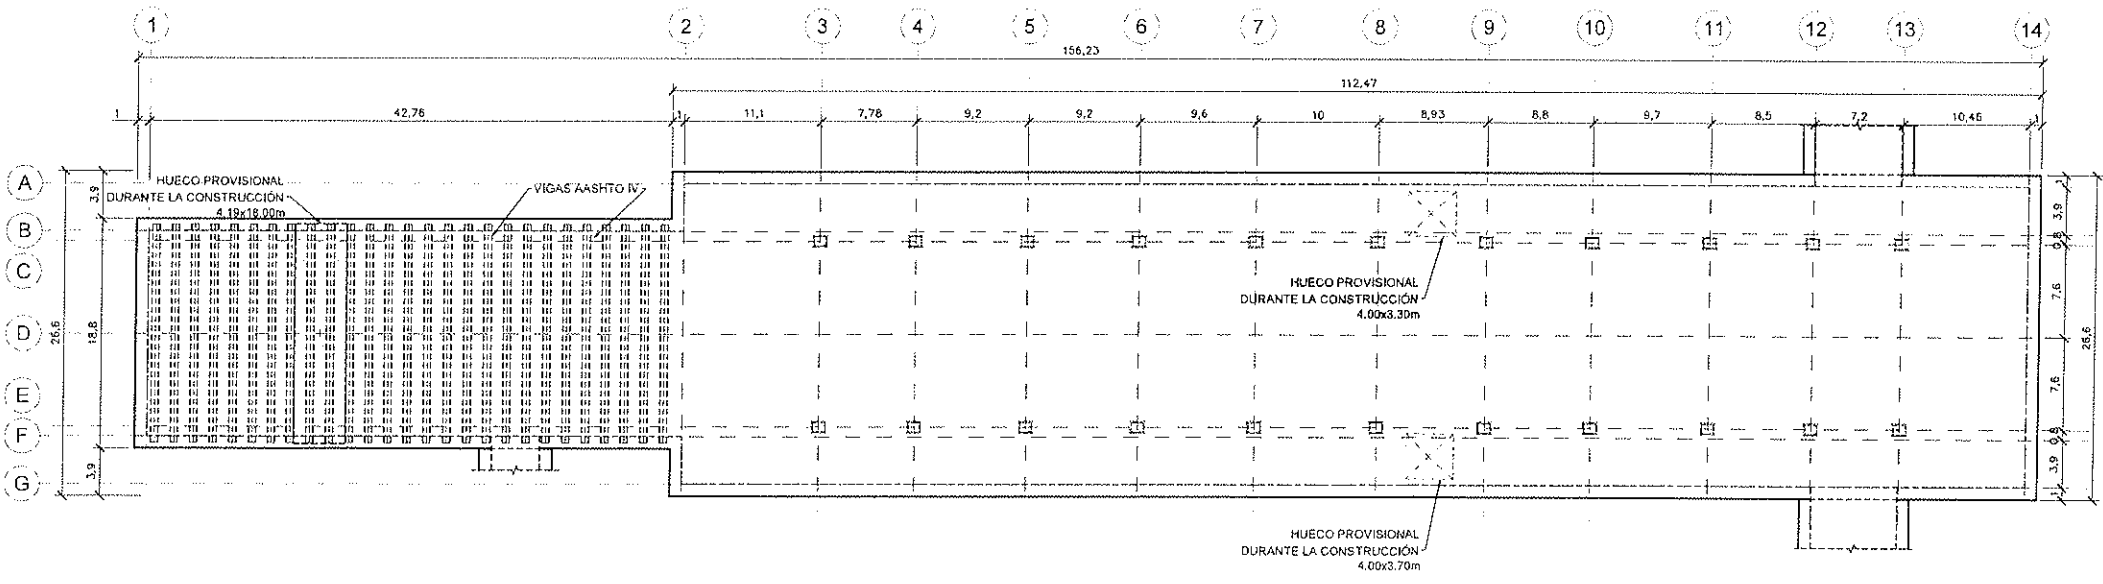 1 2 3 4 5 6 7 8 9 10 11 12 13 14
156,23
112,47
1 42,76 1 11,1 7,78 9,2 9,2 9,6 10 8,93 8,8 9,7 8,5 7,2 10,46 1
A
B
C
D
E
F
G
26,6
3,9
18,8
3,9
HUECO PROVISIONAL
DURANTE LA CONSTRUCCIÓN
4.19x18.00m
VIGAS AASHTO IV
HUECO PROVISIONAL
DURANTE LA CONSTRUCCIÓN
4.00x3.30m
HUECO PROVISIONAL
DURANTE LA CONSTRUCCIÓN
4.00x3.70m
1
3,9
0,8
7,6
7,6
0,8
3,9
1
26,6